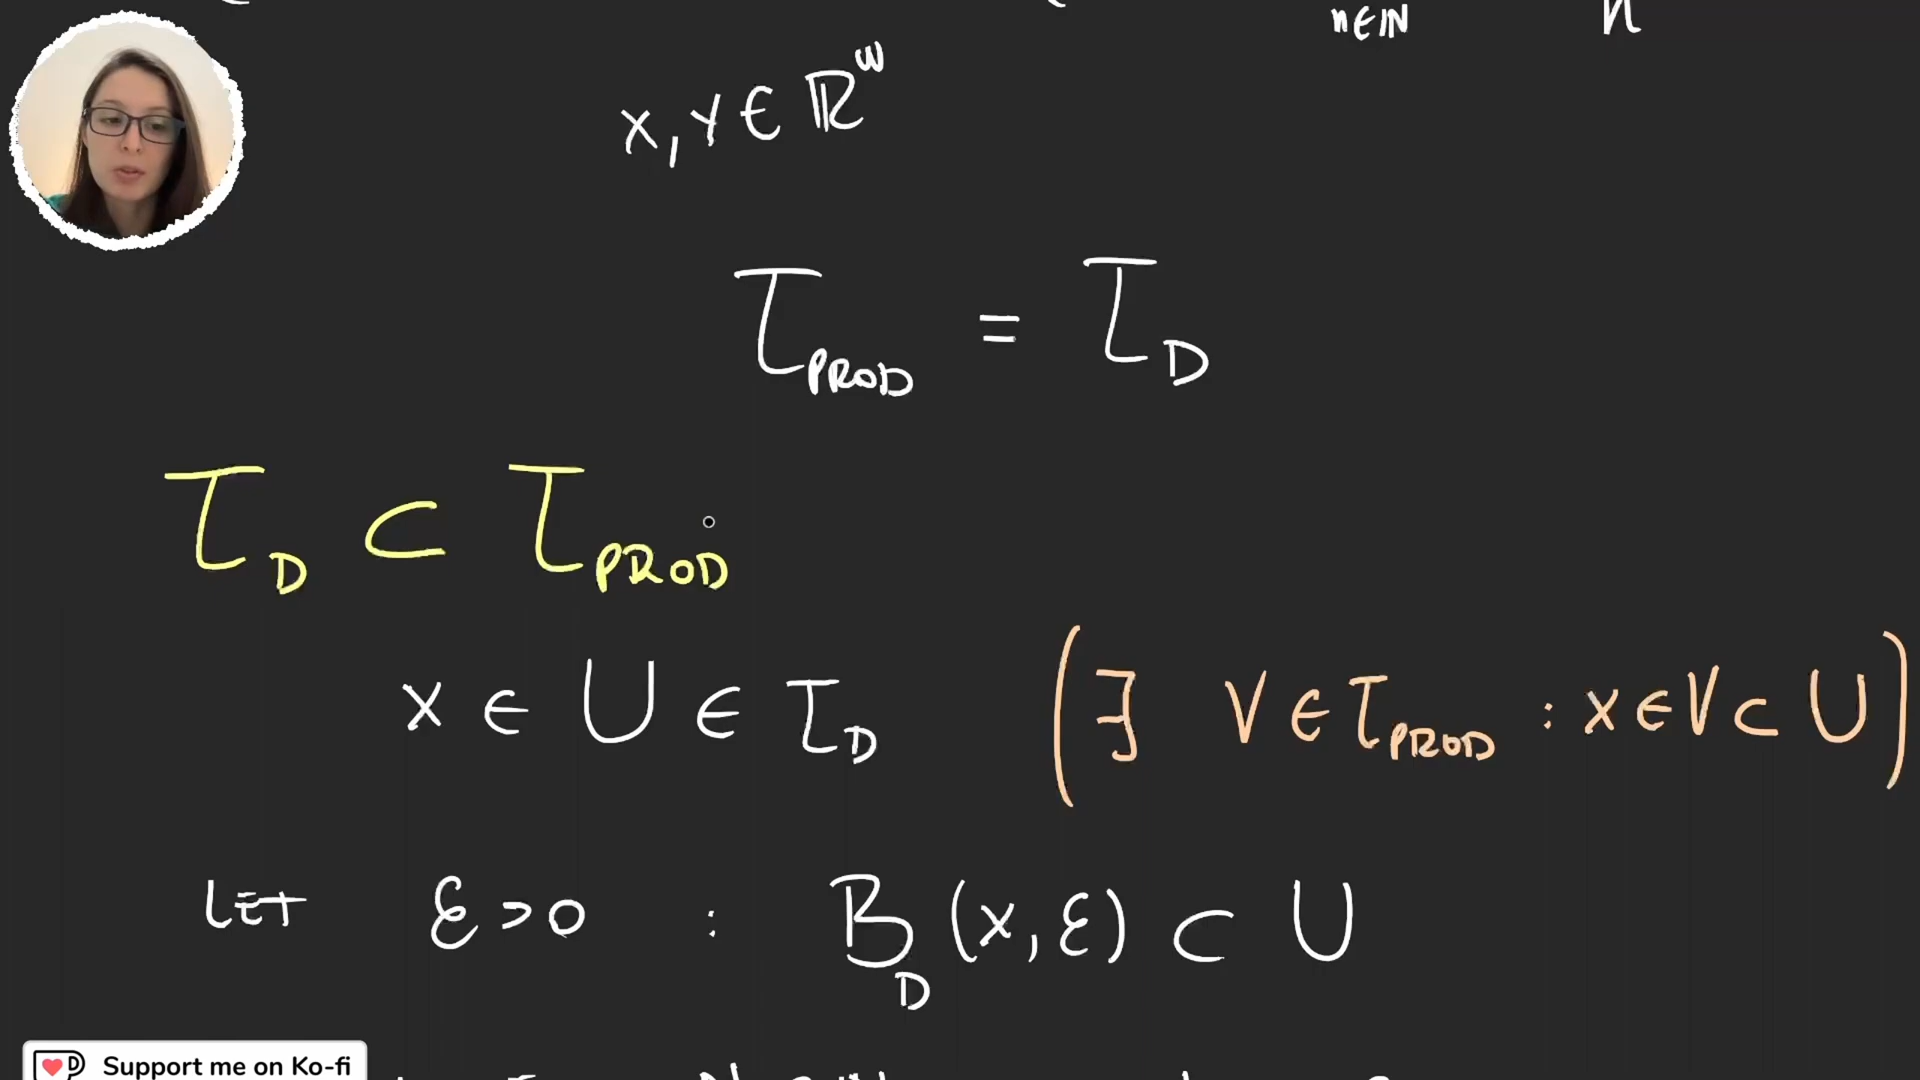 n∈ℕ n
x, y ∈ ℝ^ω
τ_PROD = τ_D
τ_D ⊂ τ_PROD
x ∈ U ∈ τ_D (∃ V ∈ τ_PROD : x ∈ V ⊂ U)
LET ε > 0 : B_D (x, ε) ⊂ U
Support me on Ko-fi